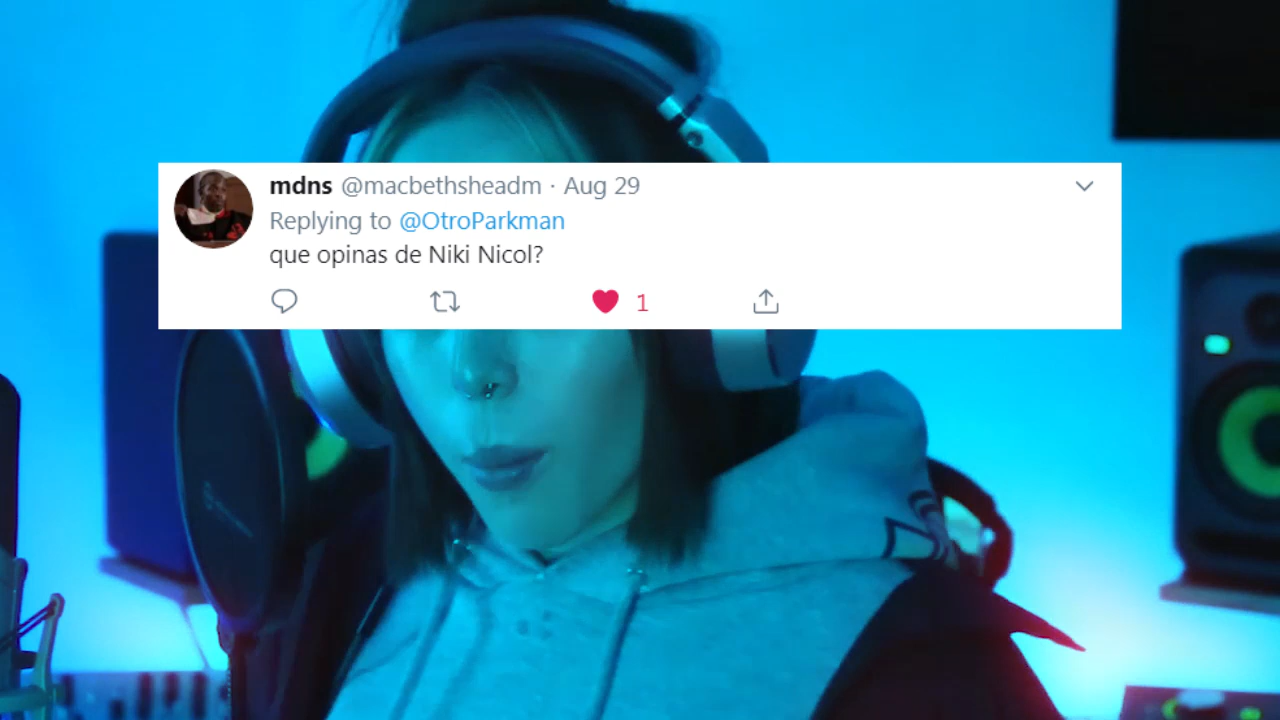 mdns @macbethsheadm · Aug 29
Replying to @OtroParkman
que opinas de Niki Nicol?
1